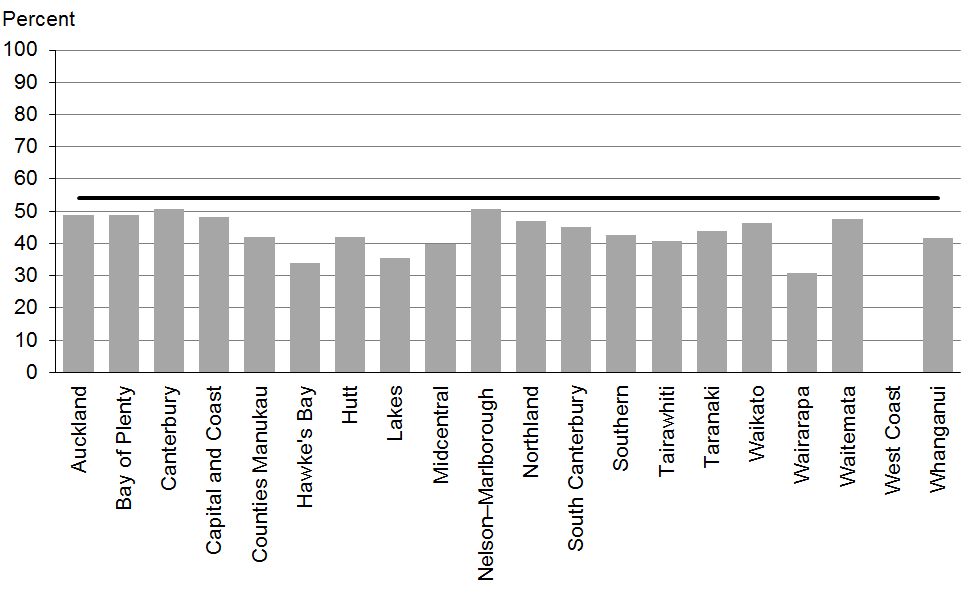 Percent
100
90
80
70
60
50
40
30
20
10
0
Auckland
Bay of Plenty
Canterbury
Capital and Coast
Counties Manukau
Hawke's Bay
Hutt
Lakes
Midcentral
Nelson–Marlborough
Northland
South Canterbury
Southern
Tairawhiti
Taranaki
Waikato
Wairarapa
Waitemata
West Coast
Whanganui